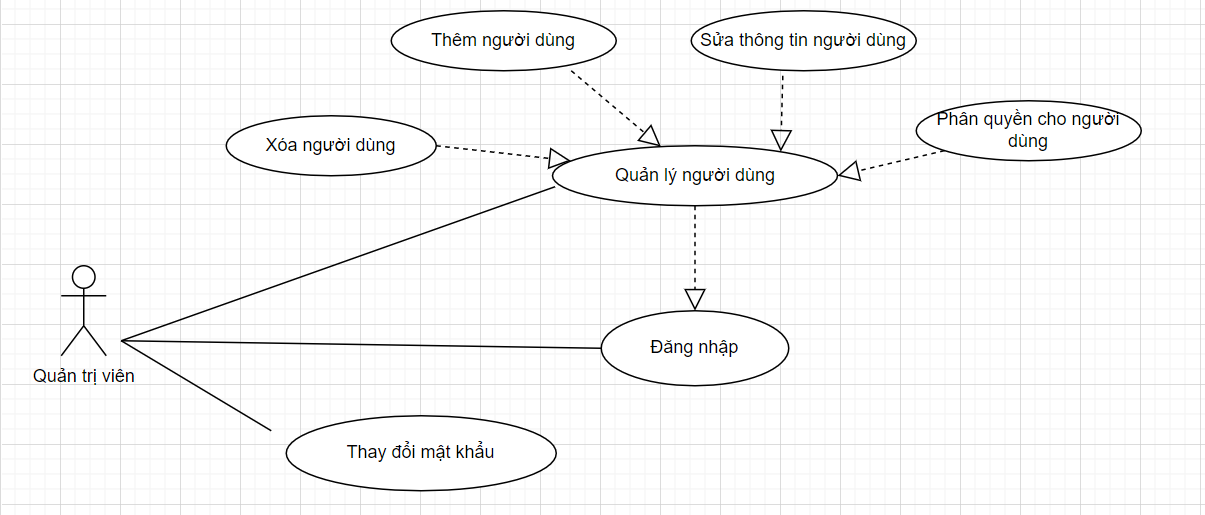 Thêm người dùng
Sửa thông tin người dùng
Phân quyền cho người
dùng
Xóa người dùng
Quản lý người dùng
Đăng nhập
Quản trị viên
Thay đổi mật khẩu